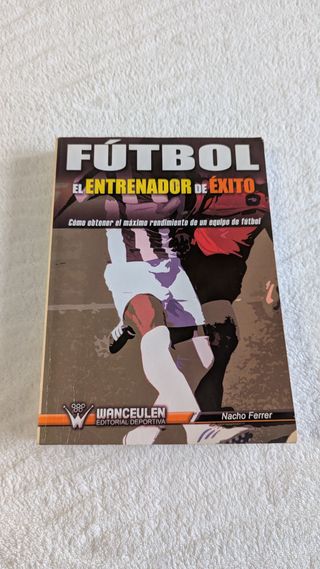 FÚTBOL
EL ENTRENADOR DE ÉXITO
Cómo obtener el máximo rendimiento de un equipo de fútbol
WANCEULEN
EDITORIAL DEPORTIVA
Nacho Ferrer